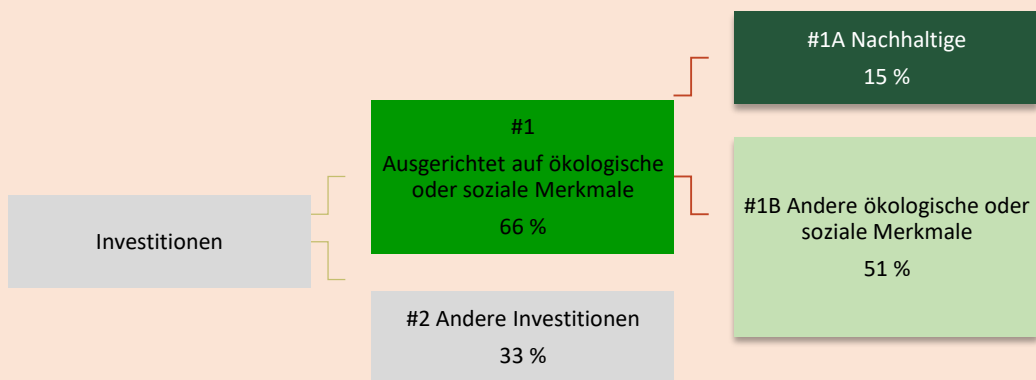 Investitionen
#1
Ausgerichtet auf ökologische
oder soziale Merkmale
66 %
#2 Andere Investitionen
33 %
#1A Nachhaltige
15 %
#1B Andere ökologische oder
soziale Merkmale
51 %